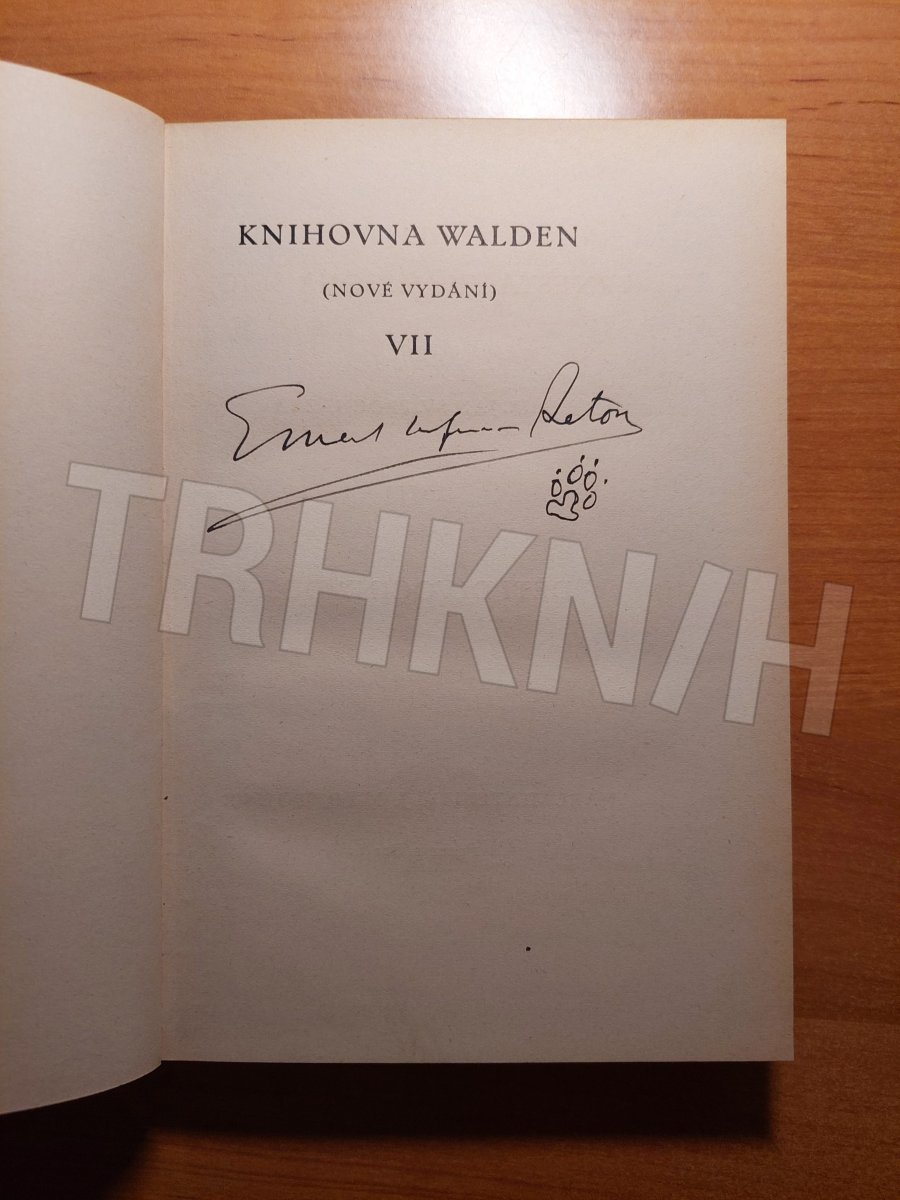 KNIHOVNA WALDEN
(NOVÉ VYDÁNÍ)
VII
Ernest Seton
TRHKNIH